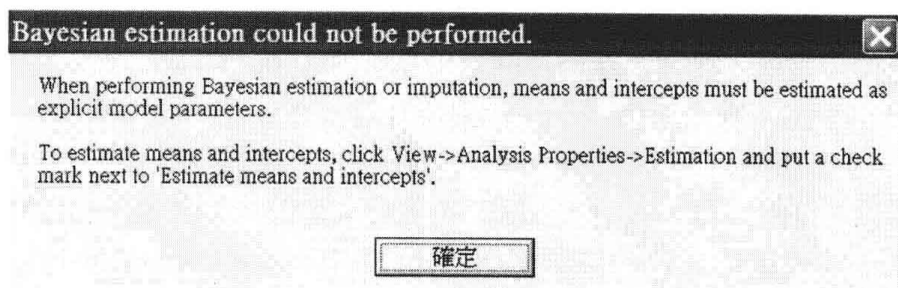 Bayesian estimation could not be performed.
When performing Bayesian estimation or imputation, means and intercepts must be estimated as
explicit model parameters.
To estimate means and intercepts, click View->Analysis Properties->Estimation and put a check
mark next to 'Estimate means and intercepts'.
確定